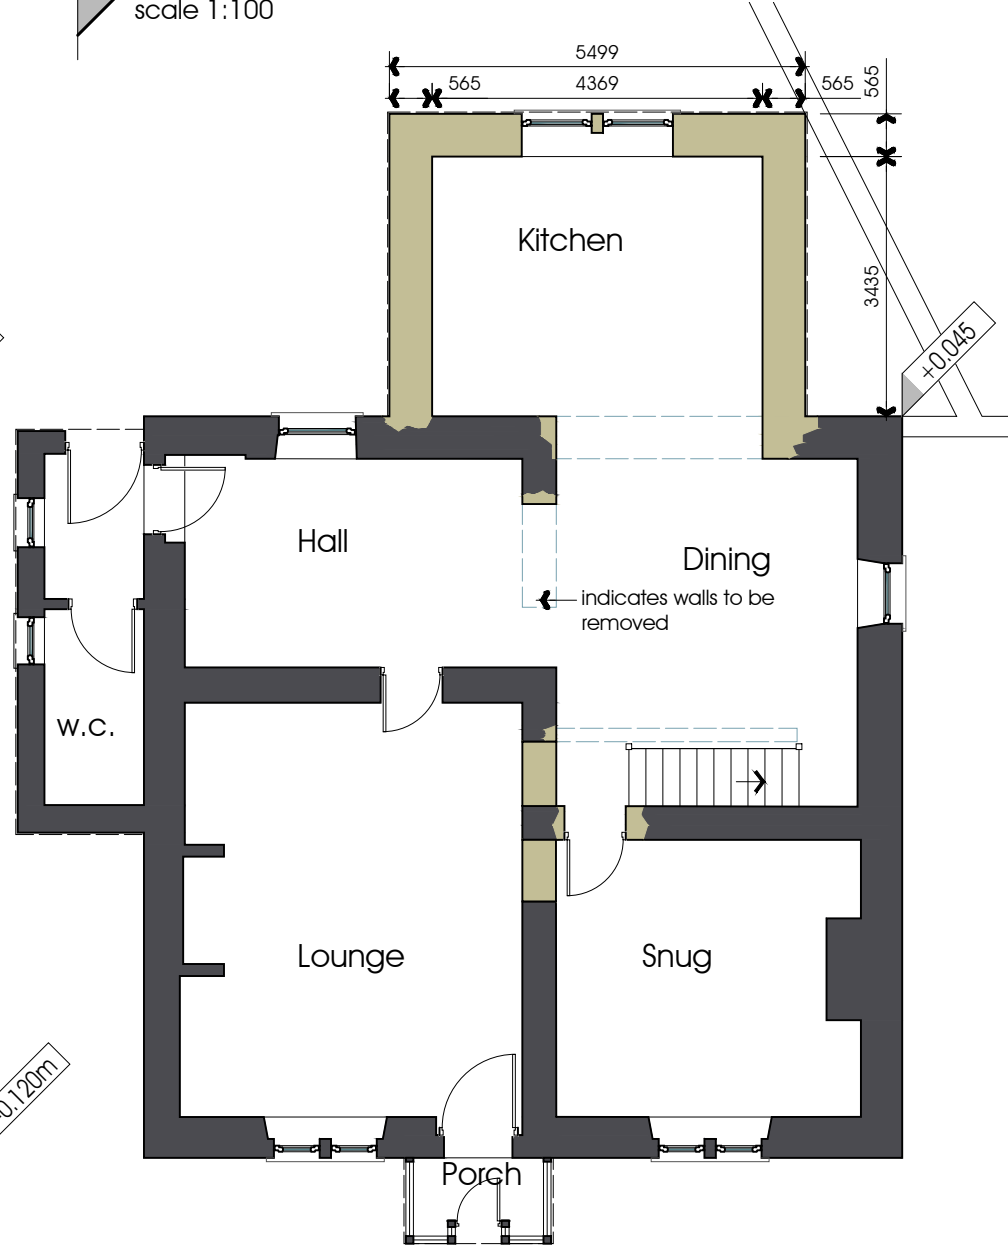 scale 1:100
5499
565
4369
565
565
Kitchen
3435
+0.045
Hall
Dining
indicates walls to be
removed
w.c.
Lounge
Snug
0.120m
Porch